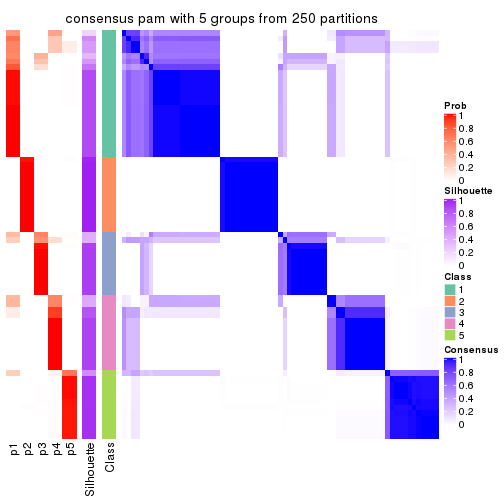 consensus pam with 5 groups from 250 partitions
Prob
1
0.8
0.6
0.4
0.2
0
Silhouette
1
0.8
0.6
0.4
0.2
0
Class
1
2
3
4
5
Consensus
1
0.8
0.6
0.4
0.2
0
p1
p2
p3
p4
p5
Silhouette
Class